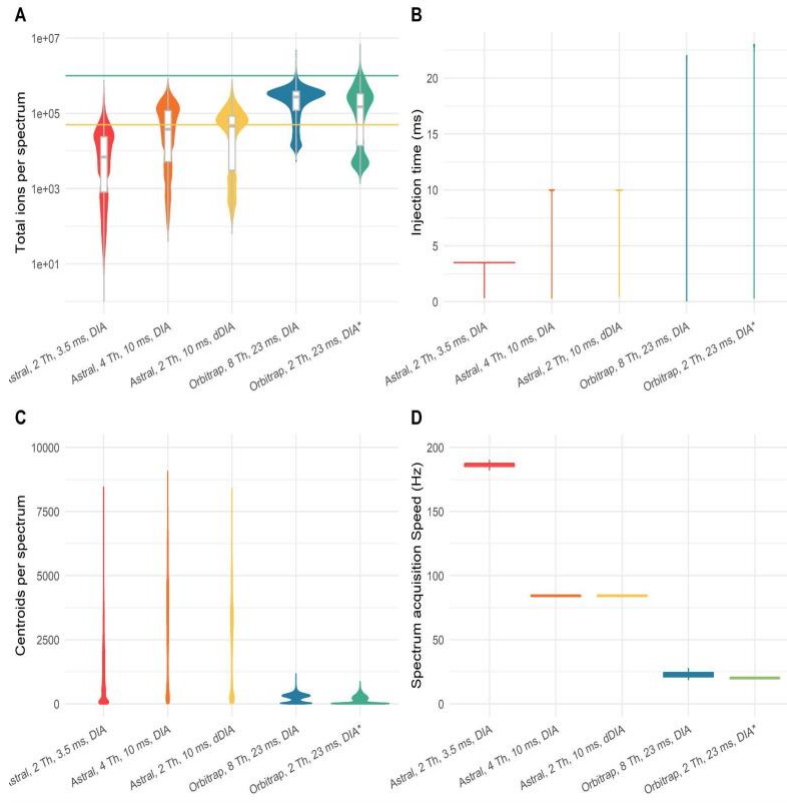 A
1e+07
1e+05
1e+03
1e+01
Total ions per spectrum
Astral, 2 Th, 3.5 ms, DIA
Astral, 4 Th, 10 ms, DIA
Astral, 2 Th, 10 ms, dDIA
Orbitrap, 8 Th, 23 ms, DIA
Orbitrap, 2 Th, 23 ms, DIA*
B
20
15
10
5
0
Injection time (ms)
Astral, 2 Th, 3.5 ms, DIA
Astral, 4 Th, 10 ms, DIA
Astral, 2 Th, 10 ms, dDIA
Orbitrap, 8 Th, 23 ms, DIA
Orbitrap, 2 Th, 23 ms, DIA*
C
10000
7500
5000
2500
0
Centroids per spectrum
Astral, 2 Th, 3.5 ms, DIA
Astral, 4 Th, 10 ms, DIA
Astral, 2 Th, 10 ms, dDIA
Orbitrap, 8 Th, 23 ms, DIA
Orbitrap, 2 Th, 23 ms, DIA*
D
200
150
100
50
0
Spectrum acquisition Speed (Hz)
Astral, 2 Th, 3.5 ms, DIA
Astral, 4 Th, 10 ms, DIA
Astral, 2 Th, 10 ms, dDIA
Orbitrap, 8 Th, 23 ms, DIA
Orbitrap, 2 Th, 23 ms, DIA*